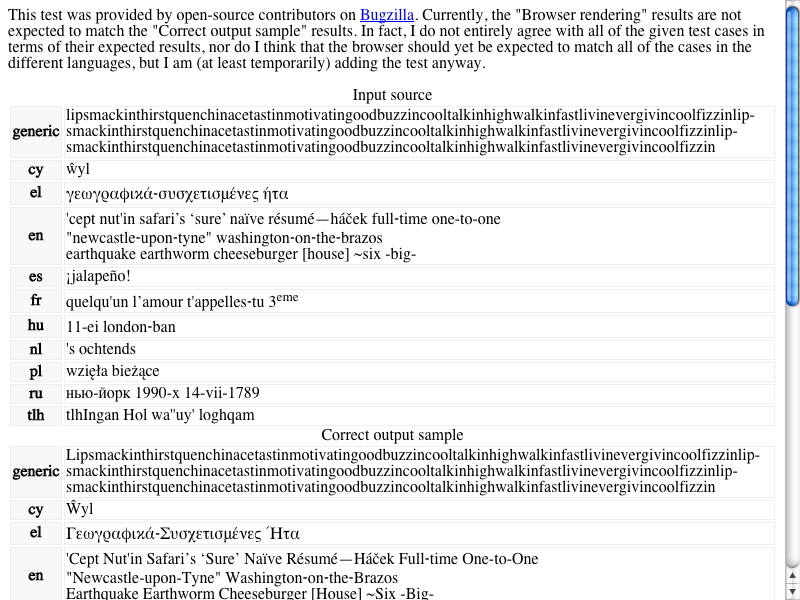 This test was provided by open-source contributors on Bugzilla. Currently, the "Browser rendering" results are not
expected to match the "Correct output sample" results. In fact, I do not entirely agree with all of the given test cases in
terms of their expected results, nor do I think that the browser should yet be expected to match all of the cases in the
different languages, but I am (at least temporarily) adding the test anyway.
Input source
generic lipsmackinthirstquenchinacetastinmotivatingoodbuzzincooltalkinhighwalkinfastlivinevergivincoolfizzinlip-
smackinthirstquenchinacetastinmotivatingoodbuzzincooltalkinhighwalkinfastlivinevergivincoolfizzinlip-
smackinthirstquenchinacetastinmotivatingoodbuzzincooltalkinhighwalkinfastlivinevergivincoolfizzin
cy ŵyl
el γεωγραφικά-συσχετισμένες ήτα
en 'cept nut'in safari’s ‘sure’ naïve résumé—háček full-time one-to-one
"newcastle-upon-tyne" washington-on-the-brazos
earthquake earthworm cheeseburger [house] ~six -big-
es ¡jalapeño!
fr quelqu'un l’amour t'appelles-tu 3eme
hu 11-ei london-ban
nl 's ochtends
pl wzięła bieżące
ru нью-йорк 1990-х 14-vii-1789
tlh tlhIngan Hol wa''uy' loghqam
Correct output sample
generic Lipsmackinthirstquenchinacetastinmotivatingoodbuzzincooltalkinhighwalkinfastlivinevergivincoolfizzinlip-
smackinthirstquenchinacetastinmotivatingoodbuzzincooltalkinhighwalkinfastlivinevergivincoolfizzinlip-
smackinthirstquenchinacetastinmotivatingoodbuzzincooltalkinhighwalkinfastlivinevergivincoolfizzin
cy Ŵyl
el Γεωγραφικά-Συσχετισμένες Ήτα
en 'Cept Nut'in Safari’s ‘Sure’ Naïve Résumé—Háček Full-time One-to-One
"Newcastle-upon-Tyne" Washington-on-the-Brazos
Earthquake Earthworm Cheeseburger [House] ~Six -Big-